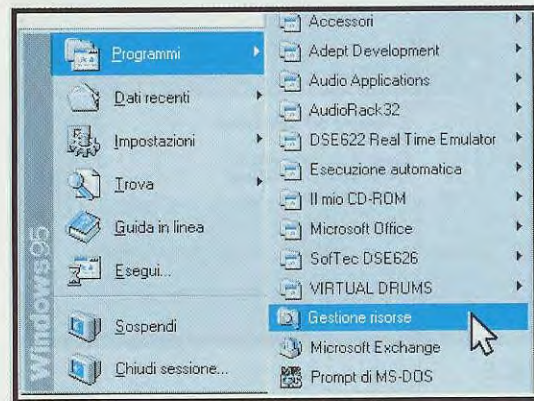 Windows 95
Programmi
Dati recenti
Impostazioni
Trova
Guida in linea
Esegui...
Sospendi
Chiudi sessione...
Accessori
Adept Development
Audio Applications
AudioRack32
DSE622 Real Time Emulator
Esecuzione automatica
Il mio CD-ROM
Microsoft Office
SofTec DSE626
VIRTUAL DRUMS
Gestione risorse
Microsoft Exchange
Prompt di MS-DOS